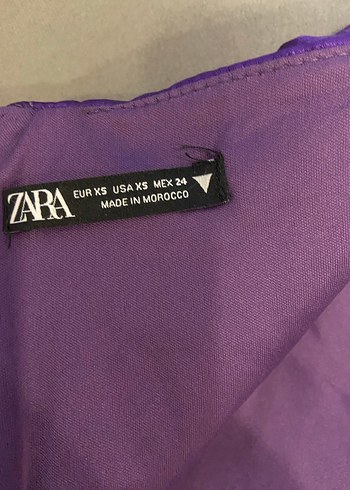 ZARA
EUR XS USA XS MEX 24
MADE IN MOROCCO